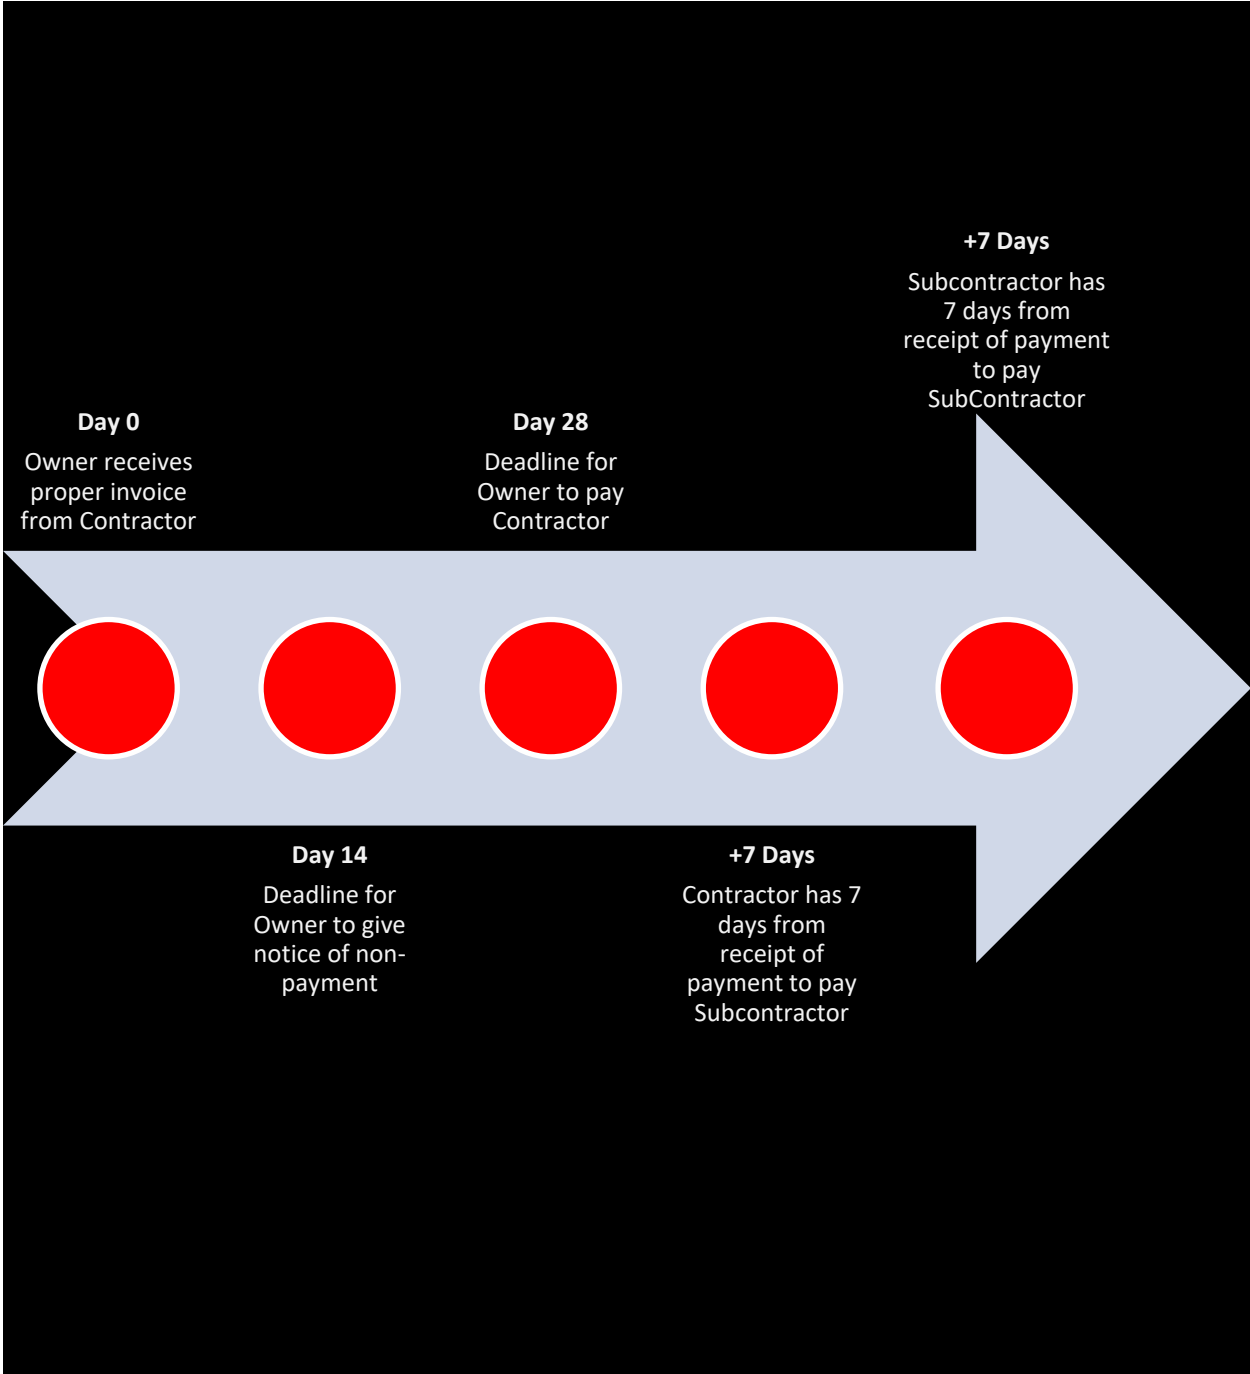 Day 0
Owner receives
proper invoice
from Contractor
Day 14
Deadline for
Owner to give
notice of non-
payment
Day 28
Deadline for
Owner to pay
Contractor
+7 Days
Contractor has 7
days from
receipt of
payment to pay
Subcontractor
+7 Days
Subcontractor has
7 days from
receipt of payment
to pay
SubContractor